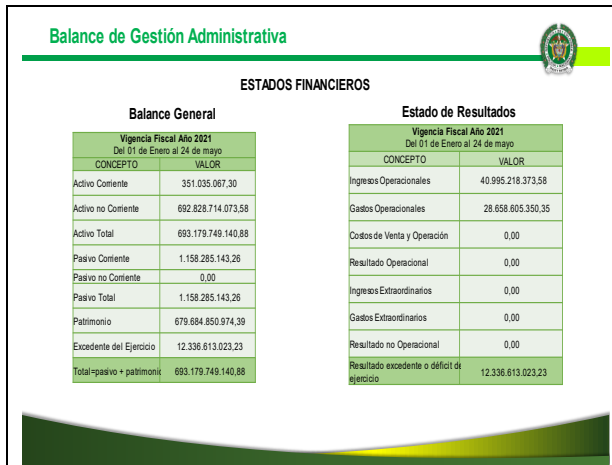 Balance de Gestión Administrativa
ESTADOS FINANCIEROS
Balance General
Vigencia Fiscal Año 2021
Del 01 de Enero al 24 de mayo
CONCEPTO VALOR
Activo Corriente 351.035.067,30
Activo no Corriente 692.828.714.073,58
Activo Total 693.179.749.140,88
Pasivo Corriente 1.158.285.143,26
Pasivo no Corriente 0,00
Pasivo Total 1.158.285.143,26
Patrimonio 679.684.850.974,39
Excedente del Ejercicio 12.336.613.023,23
Total=pasivo + patrimonio 693.179.749.140,88
Estado de Resultados
Vigencia Fiscal Año 2021
Del 01 de Enero al 24 de mayo
CONCEPTO VALOR
Ingresos Operacionales 40.995.218.373,58
Gastos Operacionales 28.658.605.350,35
Costos de Venta y Operación 0,00
Resultado Operacional 0,00
Ingresos Extraordinarios 0,00
Gastos Extraordinarios 0,00
Resultado no Operacional 0,00
Resultado excedente o déficit de
ejercicio 12.336.613.023,23